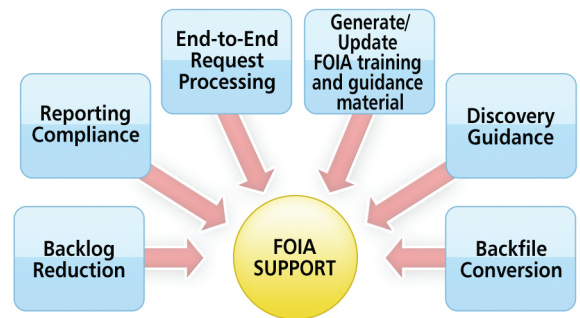 End-to-End
Request
Processing
Generate/
Update
FOIA training
and guidance
material
Reporting
Compliance
Discovery
Guidance
Backlog
Reduction
FOIA
SUPPORT
Backfile
Conversion